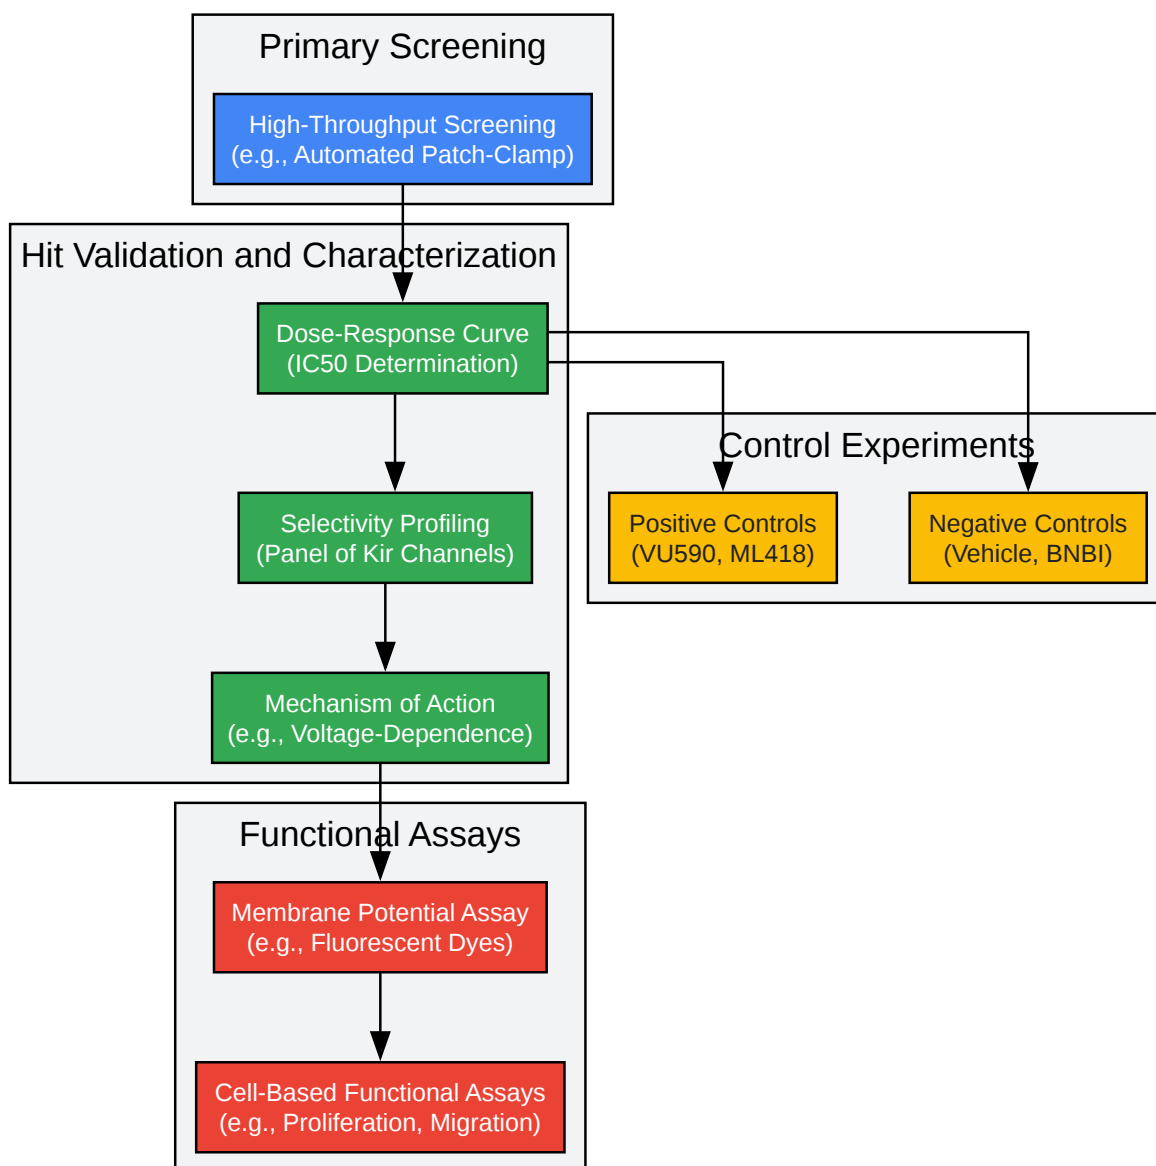 Primary Screening
High-Throughput Screening
(e.g., Automated Patch-Clamp)
Hit Validation and Characterization
Dose-Response Curve
(IC50 Determination)
Selectivity Profiling
(Panel of Kir Channels)
Mechanism of Action
(e.g., Voltage-Dependence)
Control Experiments
Positive Controls
(VU590, ML418)
Negative Controls
(Vehicle, BNBI)
Functional Assays
Membrane Potential Assay
(e.g., Fluorescent Dyes)
Cell-Based Functional Assays
(e.g., Proliferation, Migration)